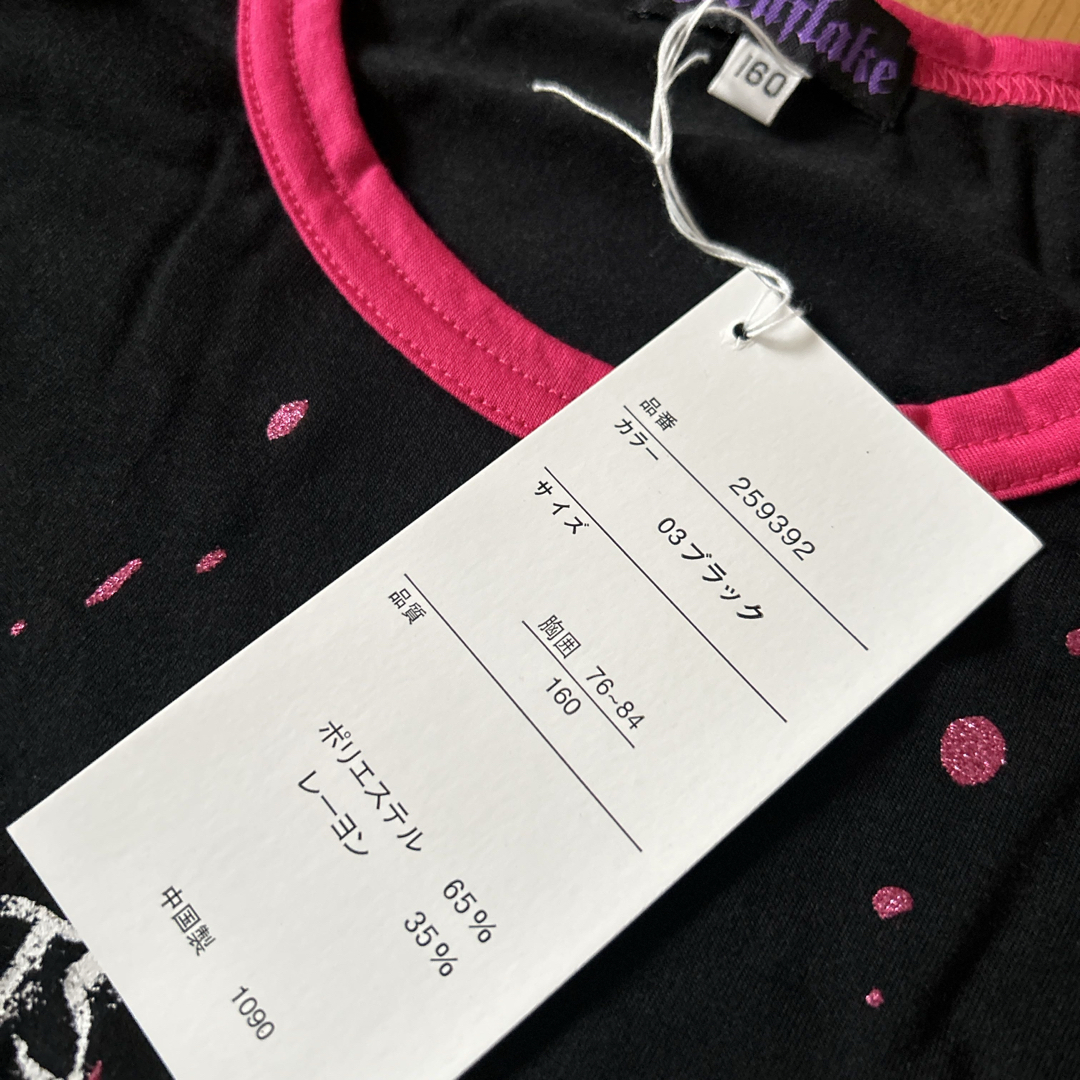 160
品番 259392
カラー 03ブラック
サイズ
胸囲 76~84
160
品質
ポリエステル 65%
レーヨン 35%
中国製 1090